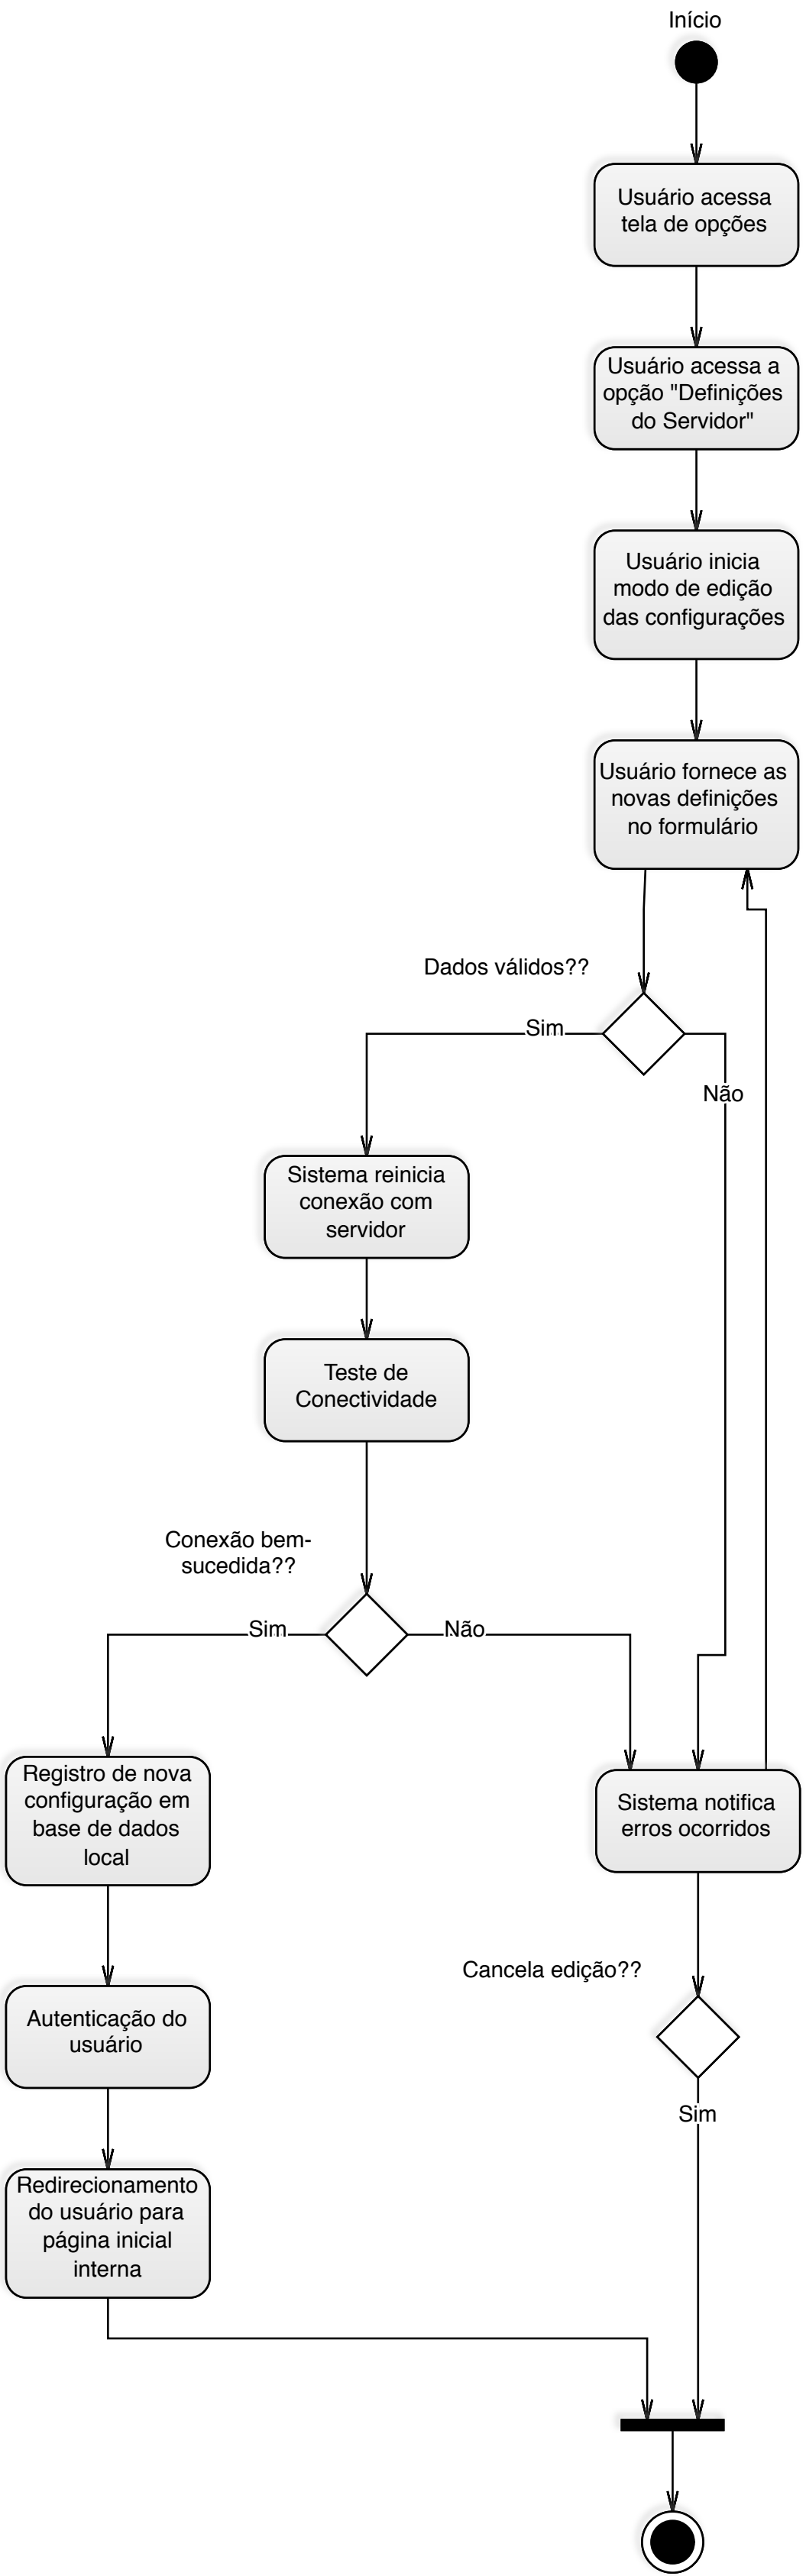 Início
Usuário acessa
tela de opções
Usuário acessa a
opção "Definições
do Servidor"
Usuário inicia
modo de edição
das configurações
Usuário fornece as
novas definições
no formulário
Dados válidos??
Sim
Não
Sistema reinicia
conexão com
servidor
Teste de
Conectividade
Conexão bem-
sucedida??
Sim
Não
Registro de nova
configuração em
base de dados
local
Sistema notifica
erros ocorridos
Cancela edição??
Autenticação do
usuário
Sim
Redirecionamento
do usuário para
página inicial
interna